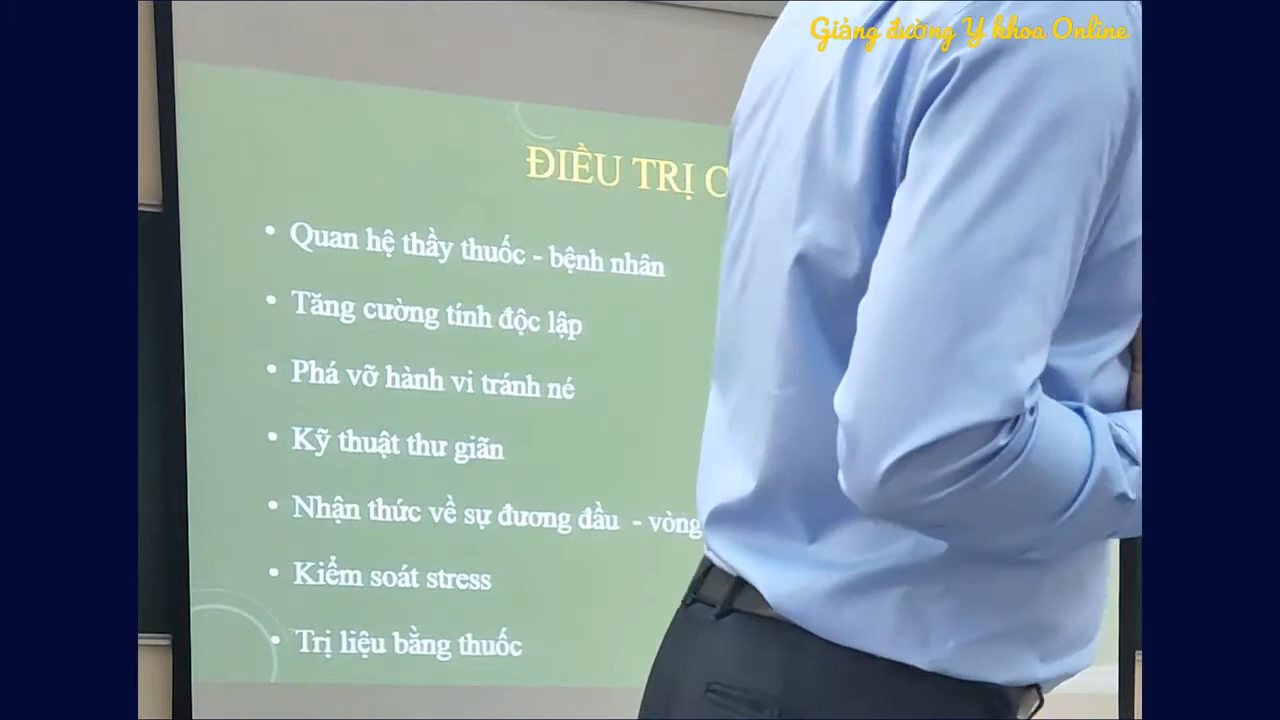 Giảng đường Y khoa Online
ĐIỀU TRỊ
• Quan hệ thầy thuốc - bệnh nhân
• Tăng cường tính độc lập
• Phá vỡ hành vi tránh né
• Kỹ thuật thư giãn
• Nhận thức về sự đương đầu - vòng
• Kiểm soát stress
• Trị liệu bằng thuốc